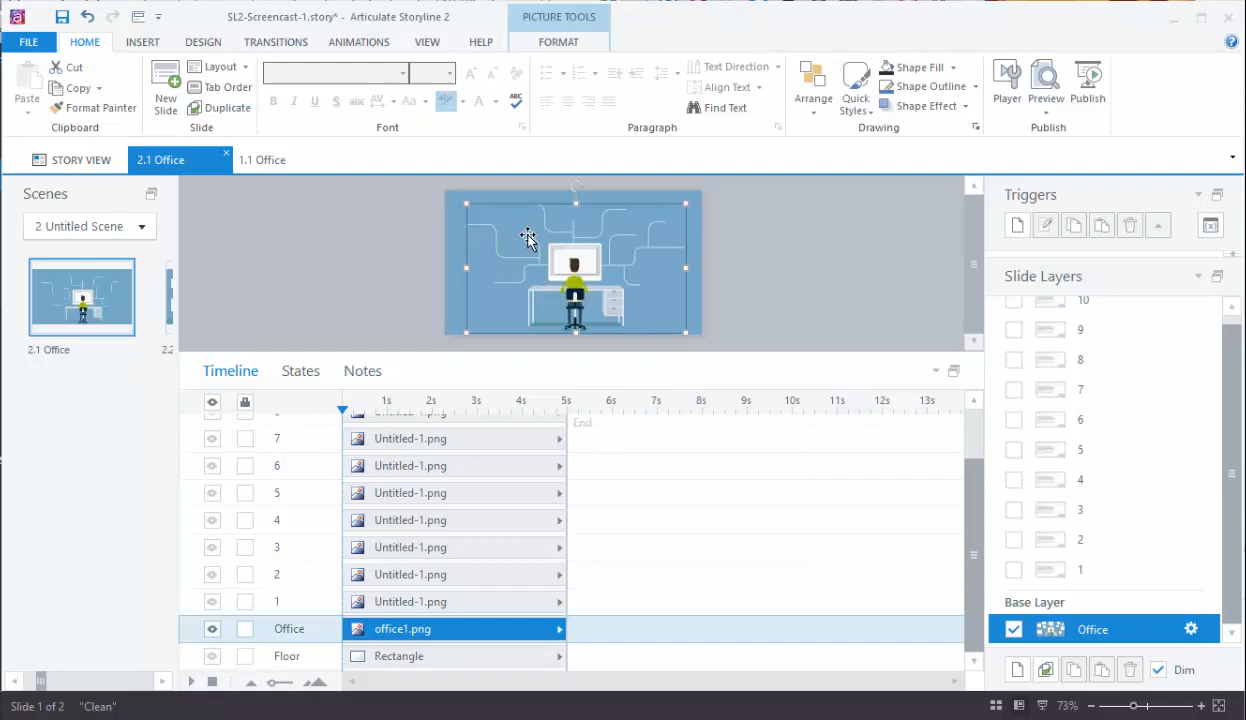 SL2-Screencast-1.story* - Articulate Storyline 2
PICTURE TOOLS
FILE HOME INSERT DESIGN TRANSITIONS ANIMATIONS VIEW HELP FORMAT
Paste
Cut
Copy
Format Painter
Clipboard
New Slide
Layout
Tab Order
Duplicate
Slide
B I U S abc AV Aa A ABC
Font
Text Direction
Align Text
Find Text
Paragraph
Arrange
Quick Styles
Shape Fill
Shape Outline
Shape Effect
Drawing
Player
Preview
Publish
Publish
STORY VIEW
2.1 Office
1.1 Office
Scenes
2 Untitled Scene
2.1 Office
2.2
Timeline States Notes
1s 2s 3s 4s 5s 6s 7s 8s 9s 10s 11s 12s 13s
End
7 Untitled-1.png
6 Untitled-1.png
5 Untitled-1.png
4 Untitled-1.png
3 Untitled-1.png
2 Untitled-1.png
1 Untitled-1.png
Office office1.png
Floor Rectangle
Triggers
Slide Layers
10
9
8
7
6
5
4
3
2
1
Base Layer
Office
Dim
Slide 1 of 2 "Clean" 73%